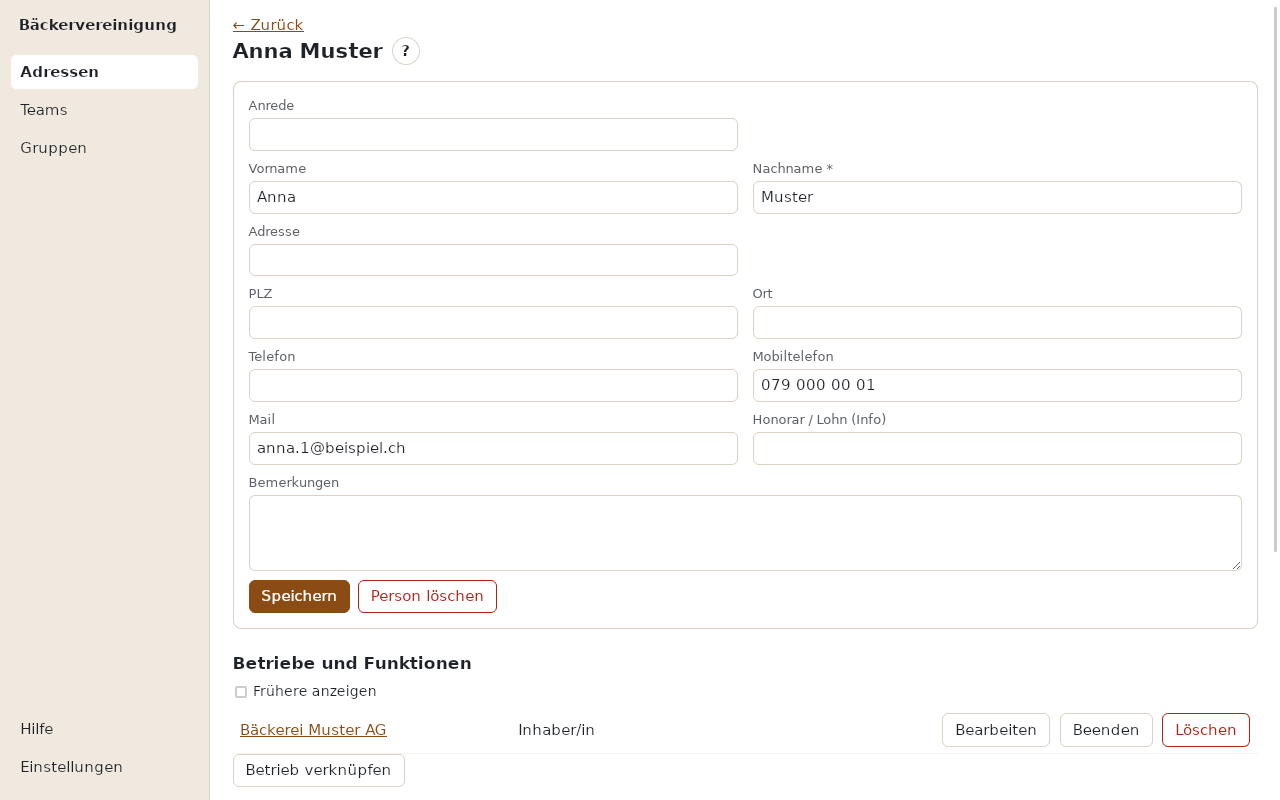 Bäckervereinigung
Adressen
Teams
Gruppen
Hilfe
Einstellungen
← Zurück
Anna Muster ?
Anrede
Vorname Nachname *
Anna Muster
Adresse
PLZ Ort
Telefon Mobiltelefon
079 000 00 01
Mail Honorar / Lohn (Info)
anna.1@beispiel.ch
Bemerkungen
Speichern Person löschen
Betriebe und Funktionen
Frühere anzeigen
Bäckerei Muster AG Inhaber/in Bearbeiten Beenden Löschen
Betrieb verknüpfen